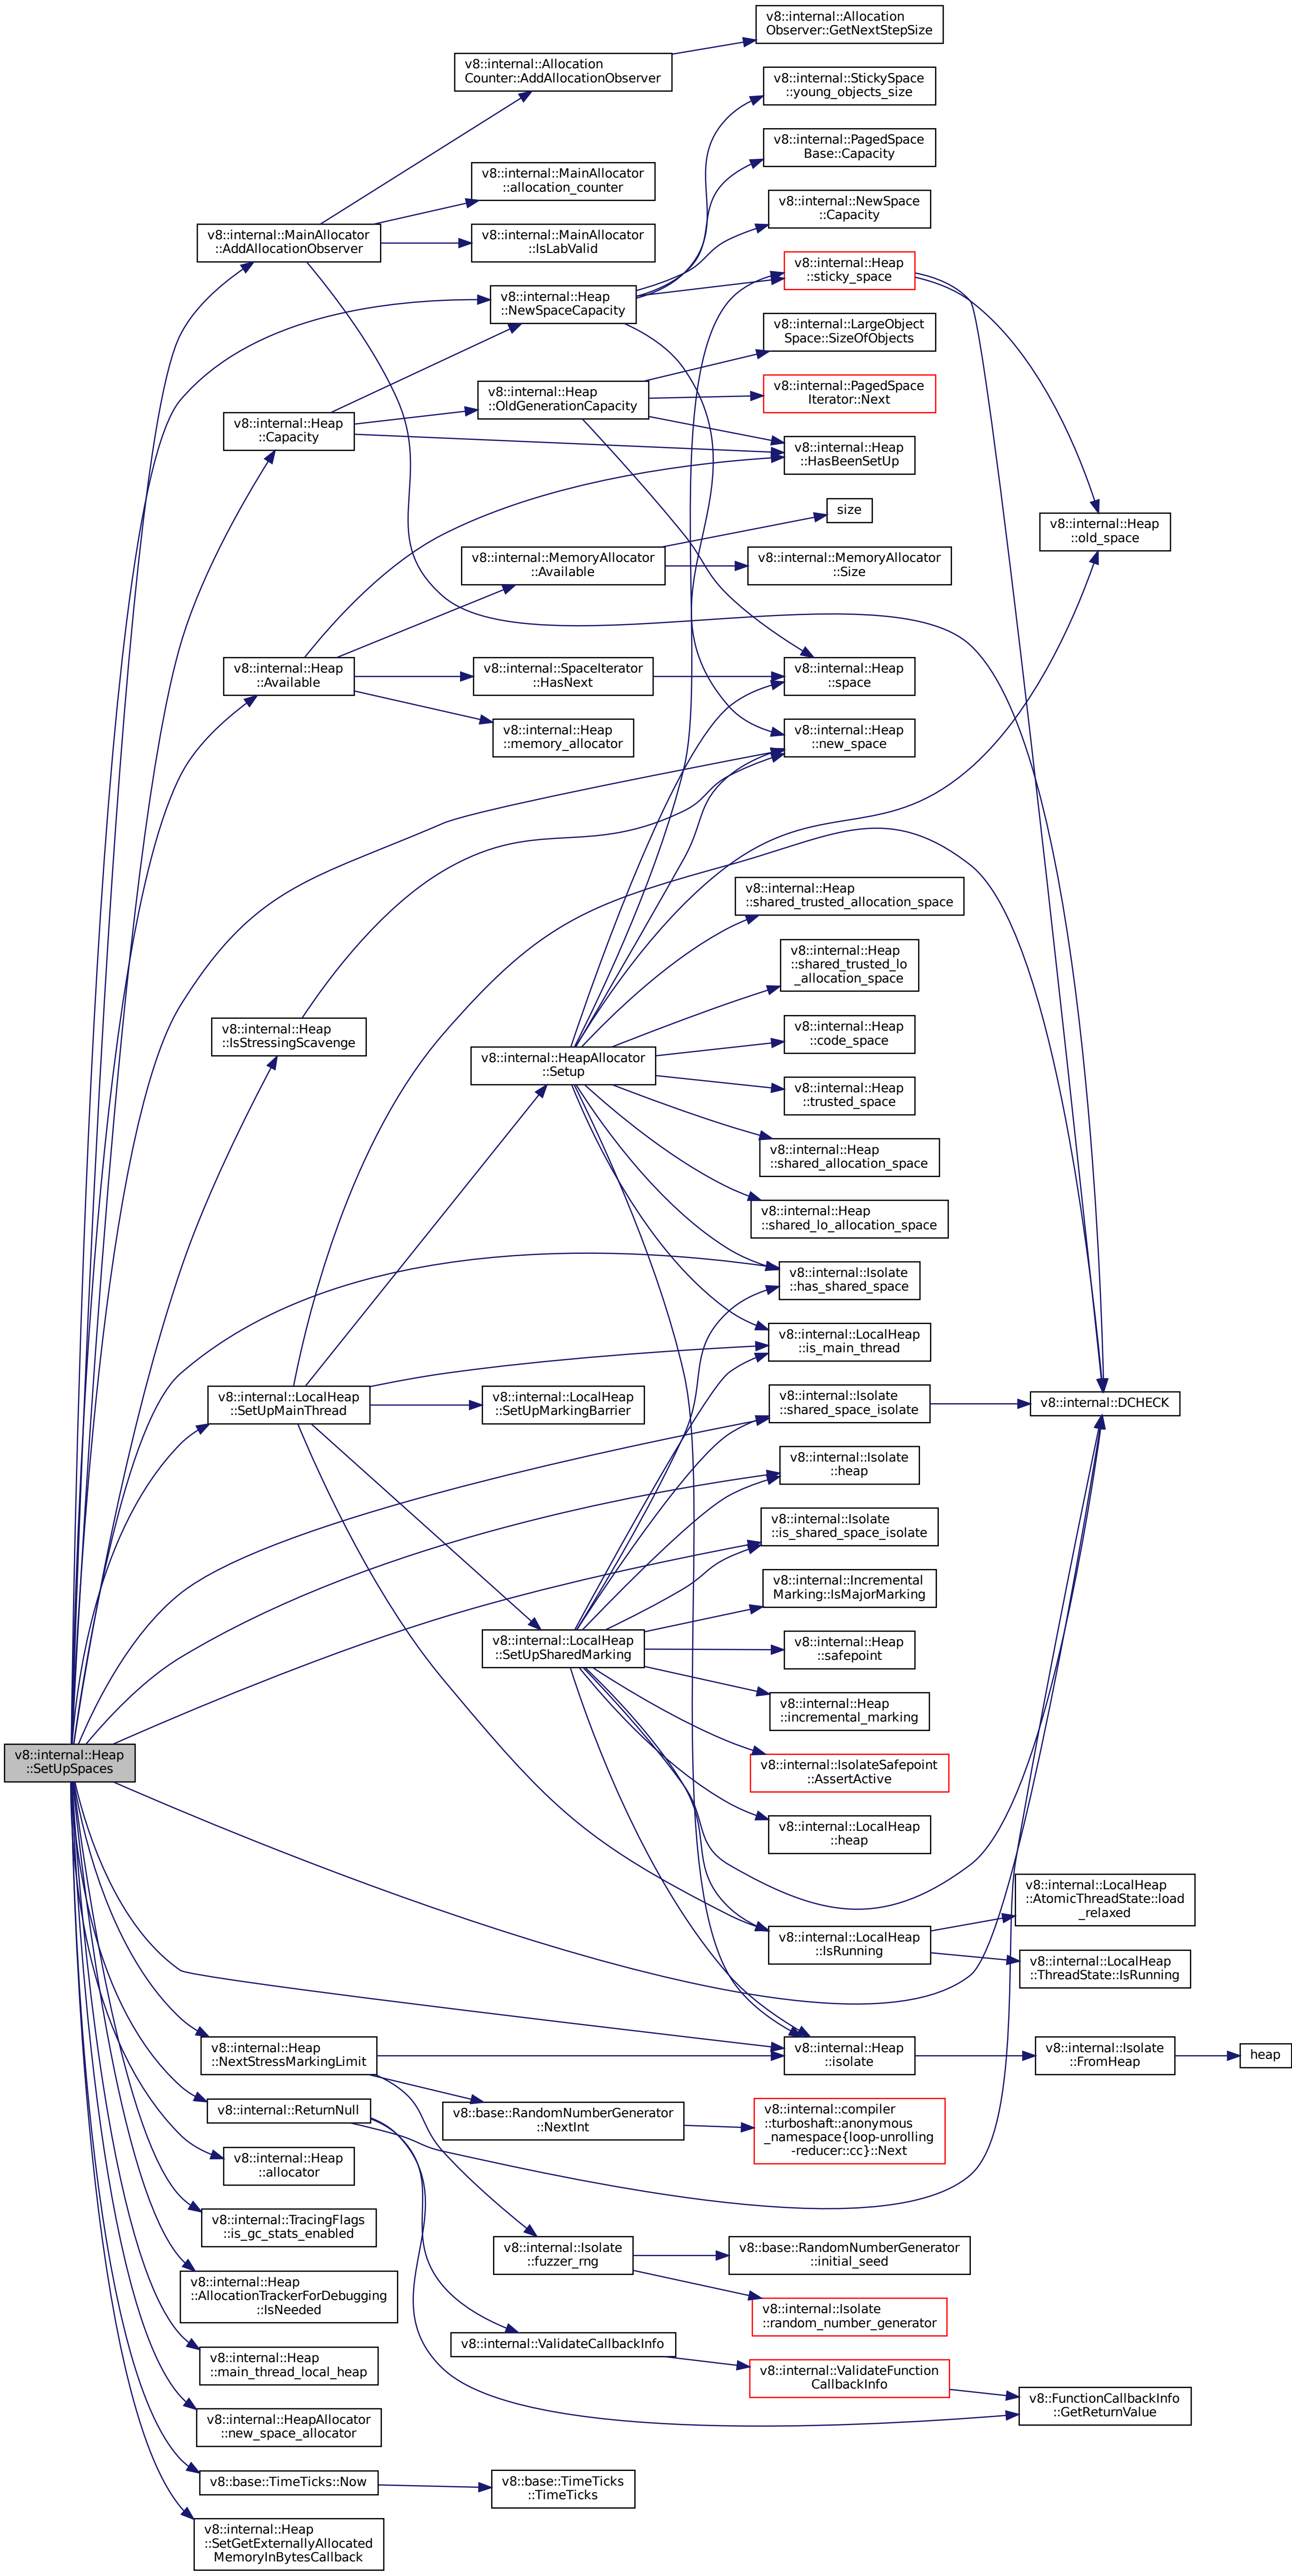 v8::internal::Allocation
Observer::GetNextStepSize
v8::internal::Allocation
Counter::AddAllocationObserver
v8::internal::StickySpace
::young_objects_size
v8::internal::PagedSpace
Base::Capacity
v8::internal::MainAllocator
::allocation_counter
v8::internal::NewSpace
::Capacity
v8::internal::MainAllocator
::AddAllocationObserver
v8::internal::MainAllocator
::IsLabValid
v8::internal::Heap
::sticky_space
v8::internal::Heap
::NewSpaceCapacity
v8::internal::LargeObject
Space::SizeOfObjects
v8::internal::Heap
::OldGenerationCapacity
v8::internal::PagedSpace
Iterator::Next
v8::internal::Heap
::Capacity
v8::internal::Heap
::HasBeenSetUp
size
v8::internal::Heap
::old_space
v8::internal::MemoryAllocator
::Available
v8::internal::MemoryAllocator
::Size
v8::internal::Heap
::Available
v8::internal::SpaceIterator
::HasNext
v8::internal::Heap
::space
v8::internal::Heap
::memory_allocator
v8::internal::Heap
::new_space
v8::internal::Heap
::shared_trusted_allocation_space
v8::internal::Heap
::shared_trusted_lo
_allocation_space
v8::internal::Heap
::IsStressingScavenge
v8::internal::Heap
::code_space
v8::internal::HeapAllocator
::Setup
v8::internal::Heap
::trusted_space
v8::internal::Heap
::shared_allocation_space
v8::internal::Heap
::shared_lo_allocation_space
v8::internal::Isolate
::has_shared_space
v8::internal::LocalHeap
::is_main_thread
v8::internal::LocalHeap
::SetUpMainThread
v8::internal::LocalHeap
::SetUpMarkingBarrier
v8::internal::Isolate
::shared_space_isolate
v8::internal::DCHECK
v8::internal::Isolate
::heap
v8::internal::Isolate
::is_shared_space_isolate
v8::internal::Incremental
Marking::IsMajorMarking
v8::internal::LocalHeap
::SetUpSharedMarking
v8::internal::Heap
::safepoint
v8::internal::Heap
::incremental_marking
v8::internal::Heap
::SetUpSpaces
v8::internal::IsolateSafepoint
::AssertActive
v8::internal::LocalHeap
::heap
v8::internal::LocalHeap
::AtomicThreadState::load
_relaxed
v8::internal::LocalHeap
::IsRunning
v8::internal::LocalHeap
::ThreadState::IsRunning
v8::internal::Heap
::NextStressMarkingLimit
v8::internal::Heap
::isolate
v8::internal::Isolate
::FromHeap
heap
v8::internal::ReturnNull
v8::base::RandomNumberGenerator
::NextInt
v8::internal::compiler
::turboshaft::anonymous
_namespace{loop-unrolling
-reducer::cc}::Next
v8::internal::Heap
::allocator
v8::internal::TracingFlags
::is_gc_stats_enabled
v8::internal::Isolate
::fuzzer_rng
v8::base::RandomNumberGenerator
::initial_seed
v8::internal::Heap
::AllocationTrackerForDebugging
::IsNeeded
v8::internal::Isolate
::random_number_generator
v8::internal::ValidateCallbackInfo
v8::internal::Heap
::main_thread_local_heap
v8::internal::ValidateFunction
CallbackInfo
v8::FunctionCallbackInfo
::GetReturnValue
v8::internal::HeapAllocator
::new_space_allocator
v8::base::TimeTicks::Now
v8::base::TimeTicks
::TimeTicks
v8::internal::Heap
::SetGetExternallyAllocated
MemoryInBytesCallback